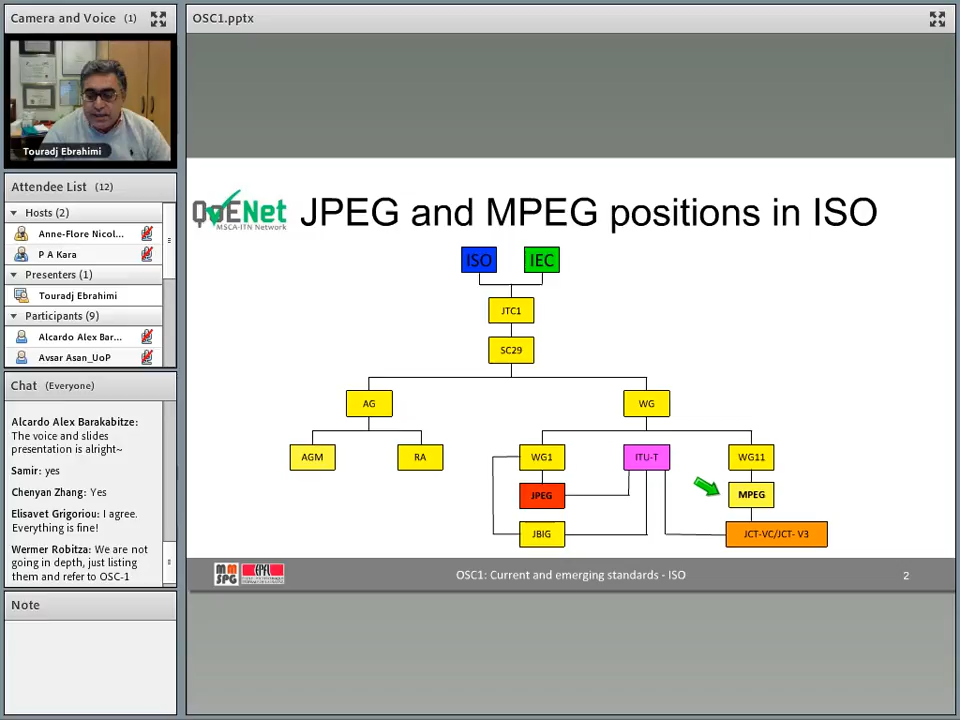 Camera and Voice (1)
Touradj Ebrahimi
Attendee List (12)
Hosts (2)
Anne-Flore Nicol...
P A Kara
Presenters (1)
Touradj Ebrahimi
Participants (9)
Alcardo Alex Bar...
Avsar Asan_UoP
Chat (Everyone)
Alcardo Alex Barakabitze:
The voice and slides
presentation is alright~
Samir: yes
Chenyan Zhang: Yes
Elisavet Grigoriou: I agree.
Everything is fine!
Werner Robitza: We are not
going in depth, just listing
them and refer to OSC-1
Note
OSC1.pptx
QoENet
MSCA-ITN Network
JPEG and MPEG positions in ISO
ISO IEC
JTC1
SC29
AG WG
AGM RA WG1 ITU-T WG11
JPEG MPEG
JBIG JCT-VC/JCT- V3
MMSPG EPFL
OSC1: Current and emerging standards - ISO
2